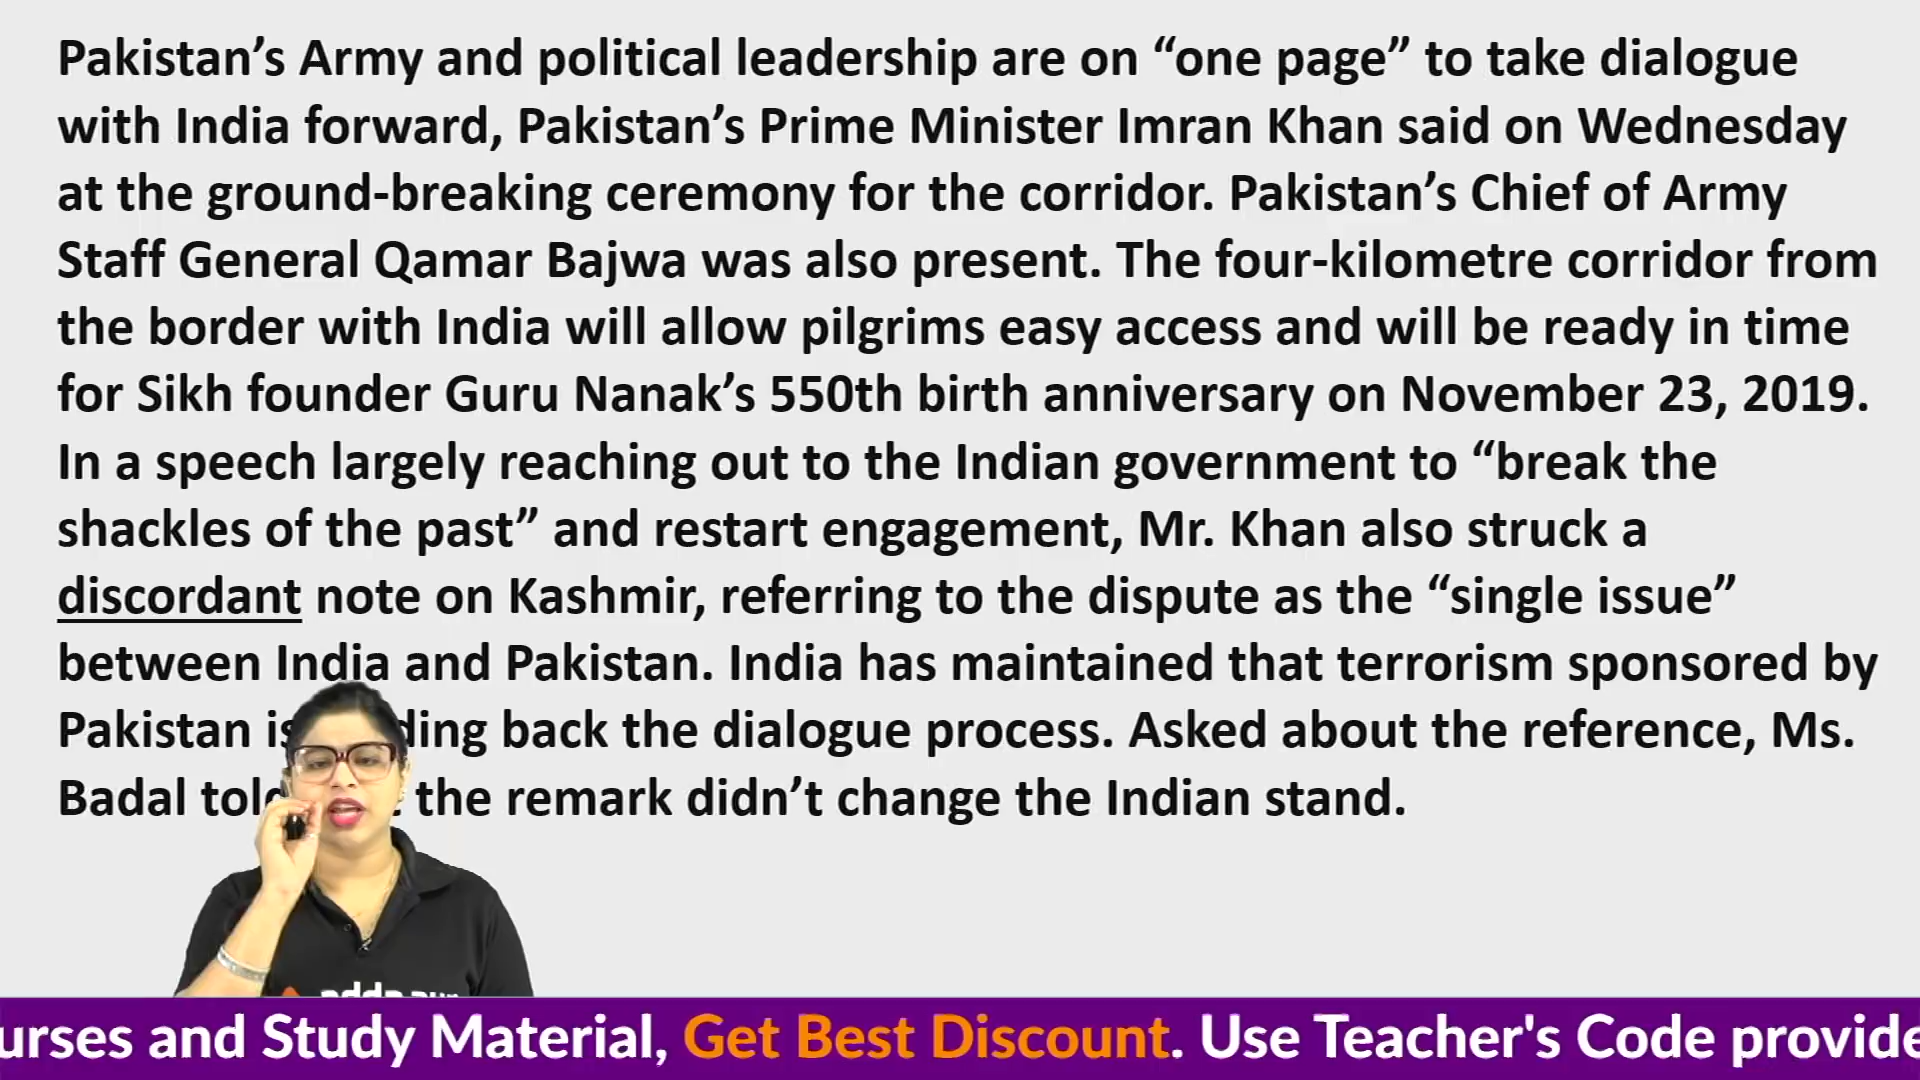 Pakistan’s Army and political leadership are on “one page” to take dialogue
with India forward, Pakistan’s Prime Minister Imran Khan said on Wednesday
at the ground-breaking ceremony for the corridor. Pakistan’s Chief of Army
Staff General Qamar Bajwa was also present. The four-kilometre corridor from
the border with India will allow pilgrims easy access and will be ready in time
for Sikh founder Guru Nanak’s 550th birth anniversary on November 23, 2019.
In a speech largely reaching out to the Indian government to “break the
shackles of the past” and restart engagement, Mr. Khan also struck a
discordant note on Kashmir, referring to the dispute as the “single issue”
between India and Pakistan. India has maintained that terrorism sponsored by
Pakistan back the dialogue process. Asked about the reference, Ms.
Badal told the remark didn’t change the Indian stand.
urses and Study Material, Get Best Discount. Use Teacher's Code provide